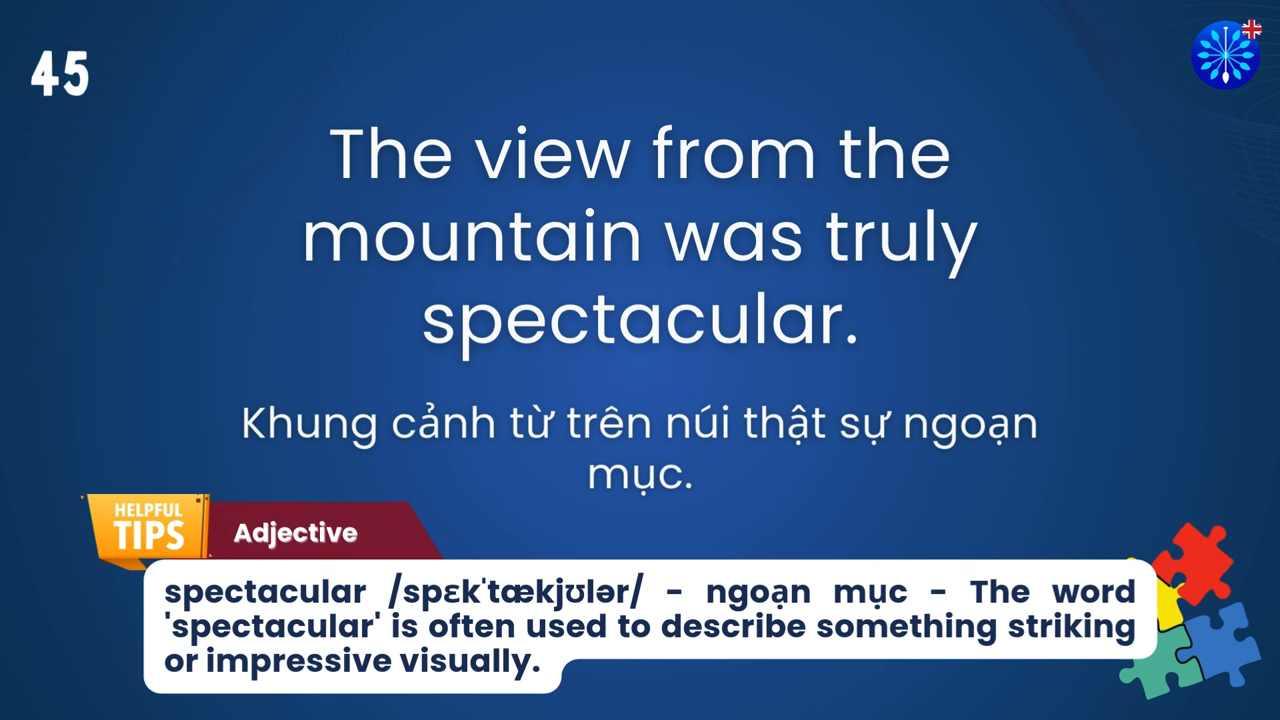 45
The view from the
mountain was truly
spectacular.
Khung cảnh từ trên núi thật sự ngoạn
mục.
HELPFUL
TIPS
Adjective
spectacular /spɛkˈtækjʊlər/ - ngoạn mục - The word
'spectacular' is often used to describe something striking
or impressive visually.